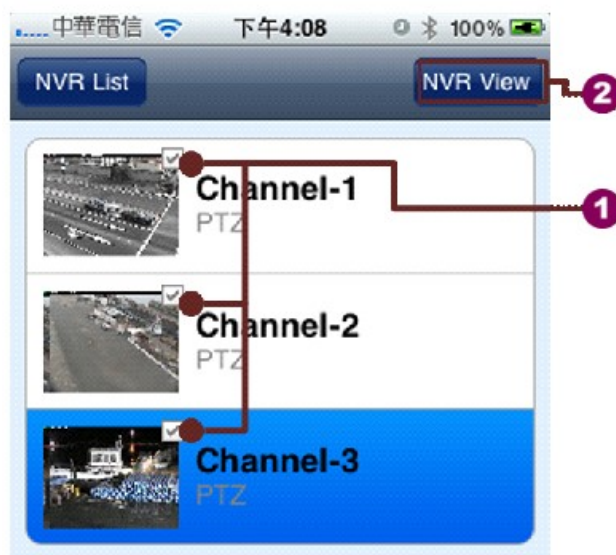 中華電信 下午4:08 100%
NVR List NVR View
2
Channel-1
PTZ
1
Channel-2
PTZ
Channel-3
PTZ